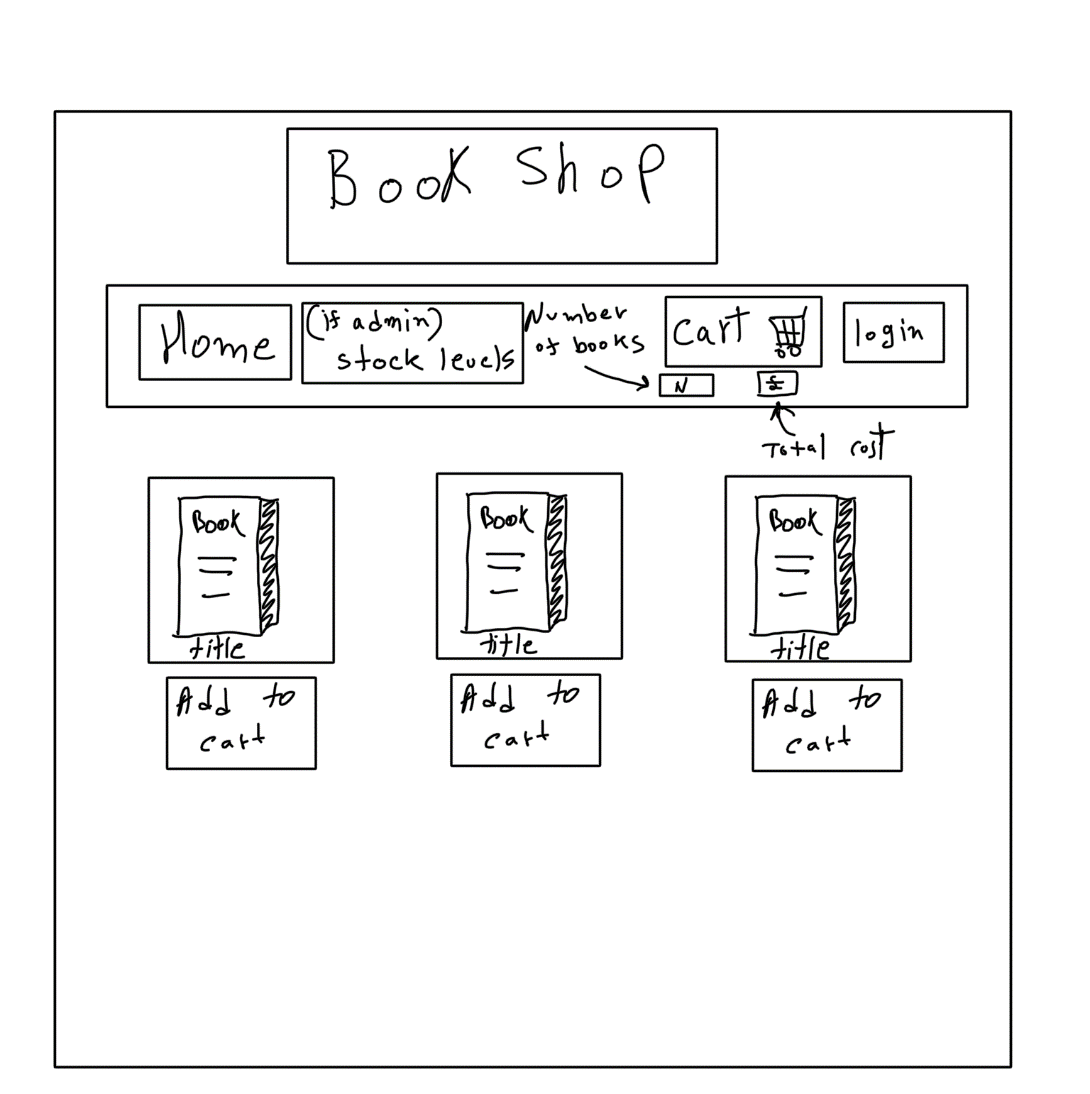 Book Shop
Home
(if admin)
stock levels
Number
of books
cart
login
N
£
Total cost
Book
title
Book
title
Book
title
Add to
cart
Add to
cart
Add to
cart